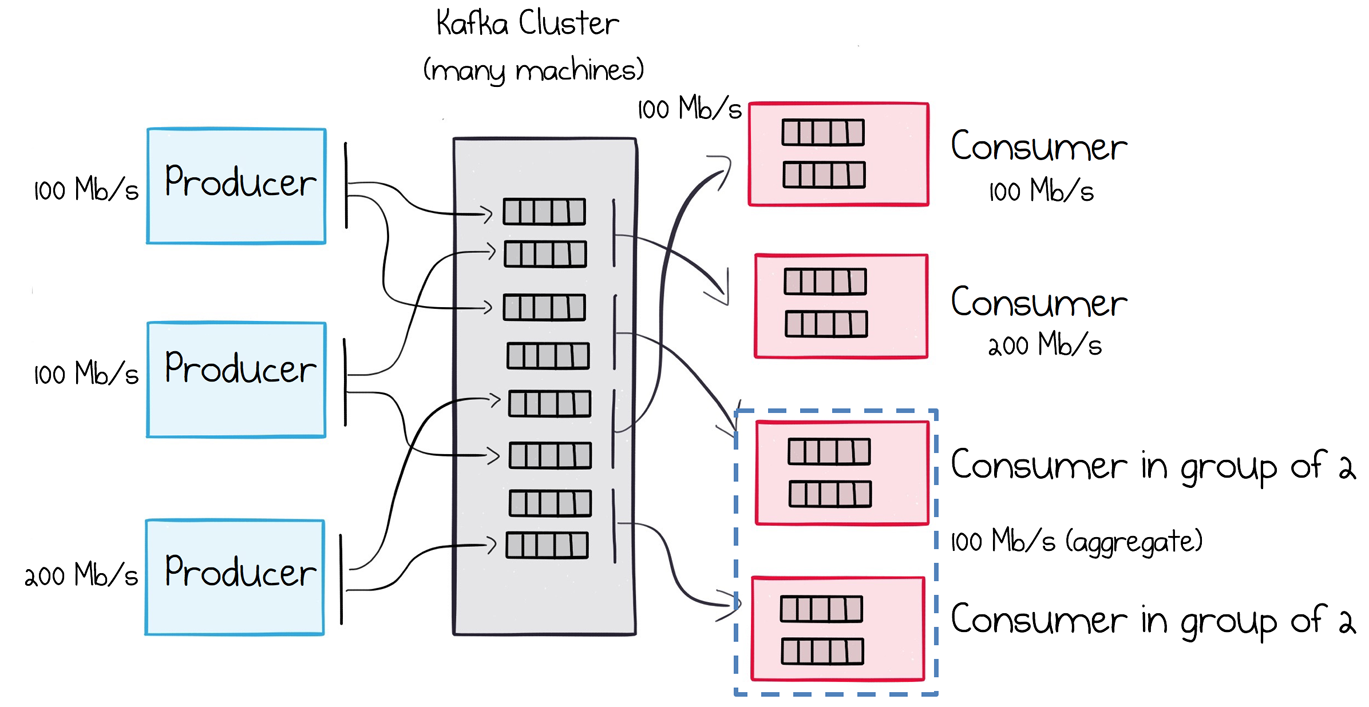 Kafka Cluster
(many machines)
100 Mb/s
Producer
100 Mb/s
Producer
200 Mb/s
Producer
100 Mb/s
Consumer
100 Mb/s
Consumer
200 Mb/s
Consumer in group of 2
100 Mb/s (aggregate)
Consumer in group of 2